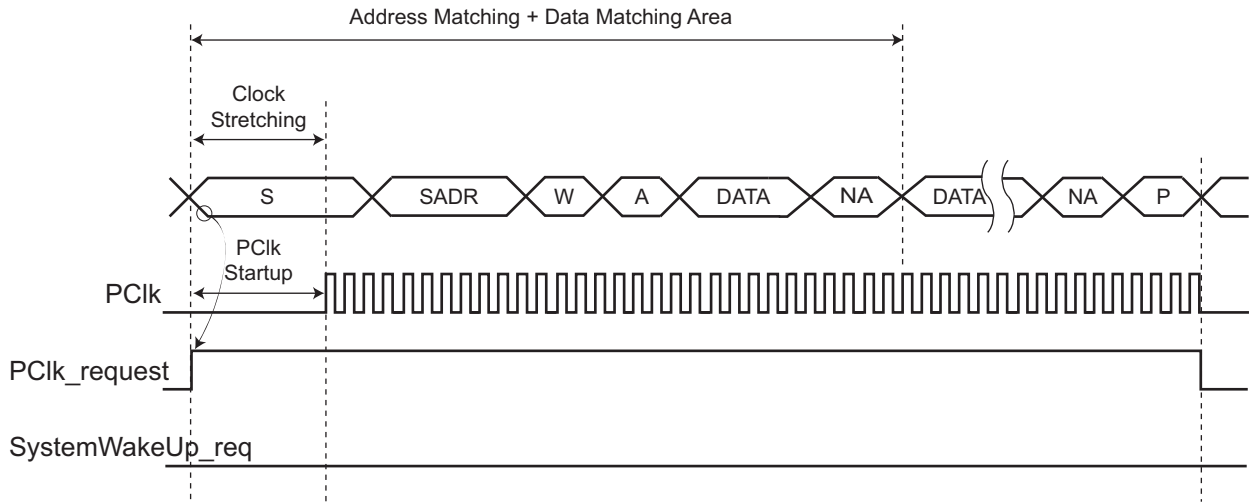 Address Matching + Data Matching Area
Clock
Stretching
S SADR W A DATA NA DATA NA P
PClk
Startup
PClk
PClk_request
SystemWakeUp_req